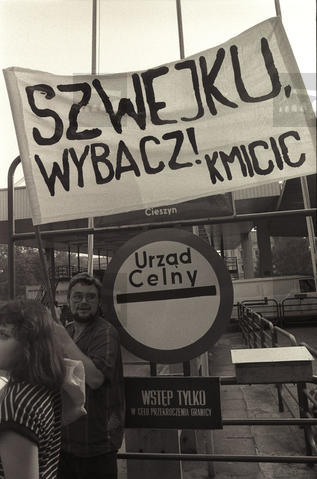 SZWEJKU,
WYBACZ! KMICIC
Cieszyn
Urząd
Celny
WSTĘP TYLKO
W CELU PRZEKROCZENIA GRANICY